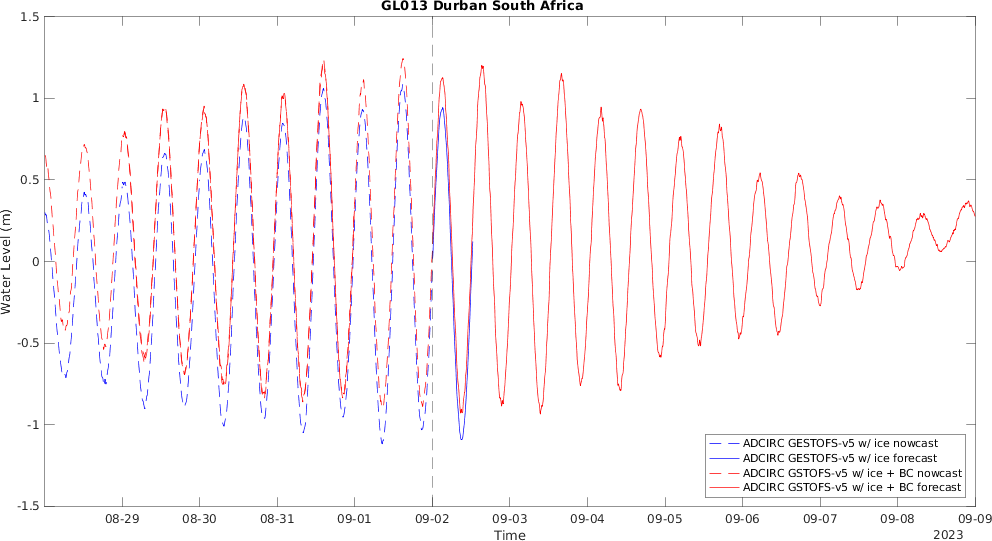 GL013 Durban South Africa
1.5
1
0.5
0
-0.5
-1
-1.5
Water Level (m)
ADCIRC GESTOFS-v5 w/ ice nowcast
ADCIRC GESTOFS-v5 w/ ice forecast
ADCIRC GSTOFS-v5 w/ ice + BC nowcast
ADCIRC GSTOFS-v5 w/ ice + BC forecast
08-29 08-30 08-31 09-01 09-02 09-03 09-04 09-05 09-06 09-07 09-08 09-09
Time
2023